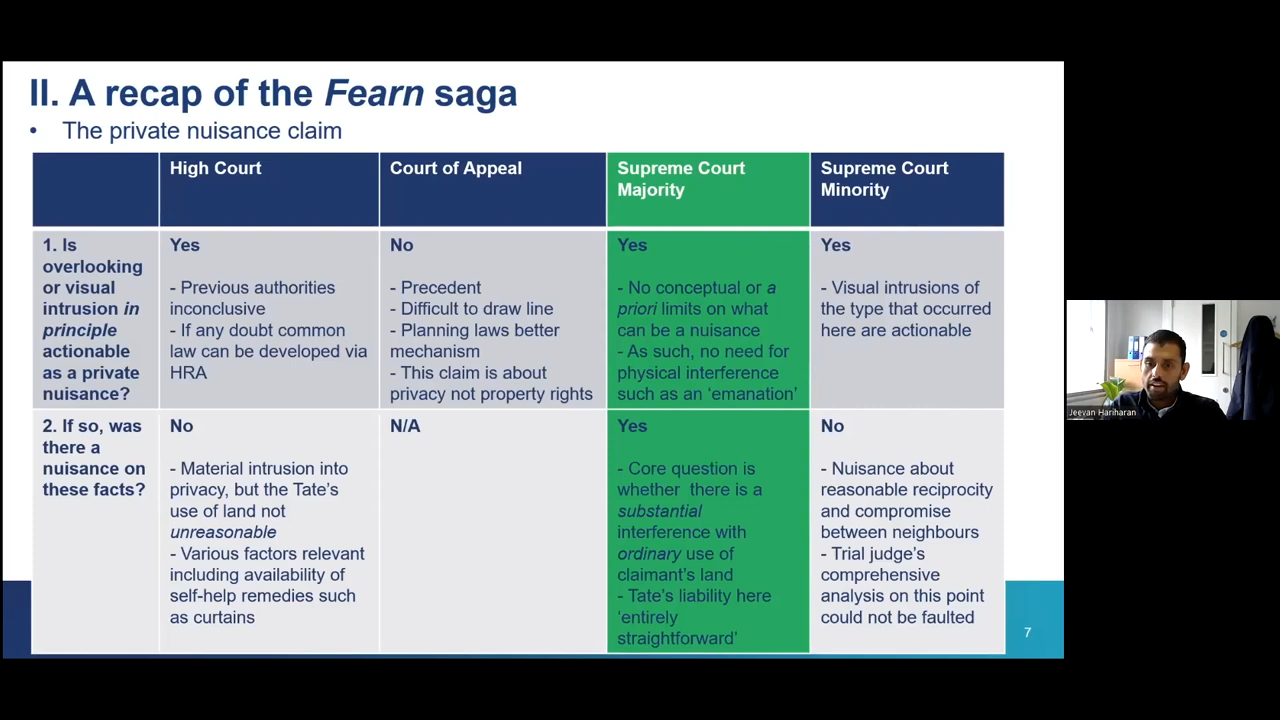 II. A recap of the Fearn saga
• The private nuisance claim
High Court
Court of Appeal
Supreme Court
Majority
Supreme Court
Minority
1. Is
overlooking
or visual
intrusion in
principle
actionable
as a private
nuisance?
Yes
- Previous authorities
inconclusive
- If any doubt common
law can be developed via
HRA
No
- Precedent
- Difficult to draw line
- Planning laws better
mechanism
- This claim is about
privacy not property rights
Yes
- No conceptual or a
priori limits on what
can be a nuisance
- As such, no need for
physical interference
such as an ‘emanation’
Yes
- Visual intrusions of
the type that occurred
here are actionable
2. If so, was
there a
nuisance on
these facts?
No
- Material intrusion into
privacy, but the Tate’s
use of land not
unreasonable
- Various factors relevant
including availability of
self-help remedies such
as curtains
N/A
Yes
- Core question is
whether there is a
substantial
interference with
ordinary use of
claimant’s land
- Tate’s liability here
‘entirely
straightforward’
No
- Nuisance about
reasonable reciprocity
and compromise
between neighbours
- Trial judge’s
comprehensive
analysis on this point
could not be faulted
7
Jeevan Hariharan